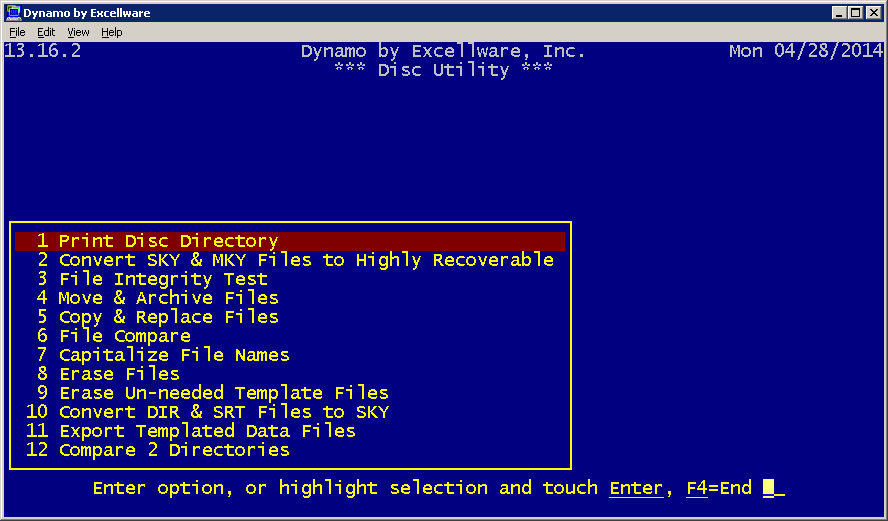 Dynamo by Excellware
File Edit View Help
13.16.2 Dynamo by Excellware, Inc. Mon 04/28/2014
*** Disc Utility ***
1 Print Disc Directory
2 Convert SKY & MKY Files to Highly Recoverable
3 File Integrity Test
4 Move & Archive Files
5 Copy & Replace Files
6 File Compare
7 Capitalize File Names
8 Erase Files
9 Erase Un-needed Template Files
10 Convert DIR & SRT Files to SKY
11 Export Templated Data Files
12 Compare 2 Directories
Enter option, or highlight selection and touch Enter, F4=End